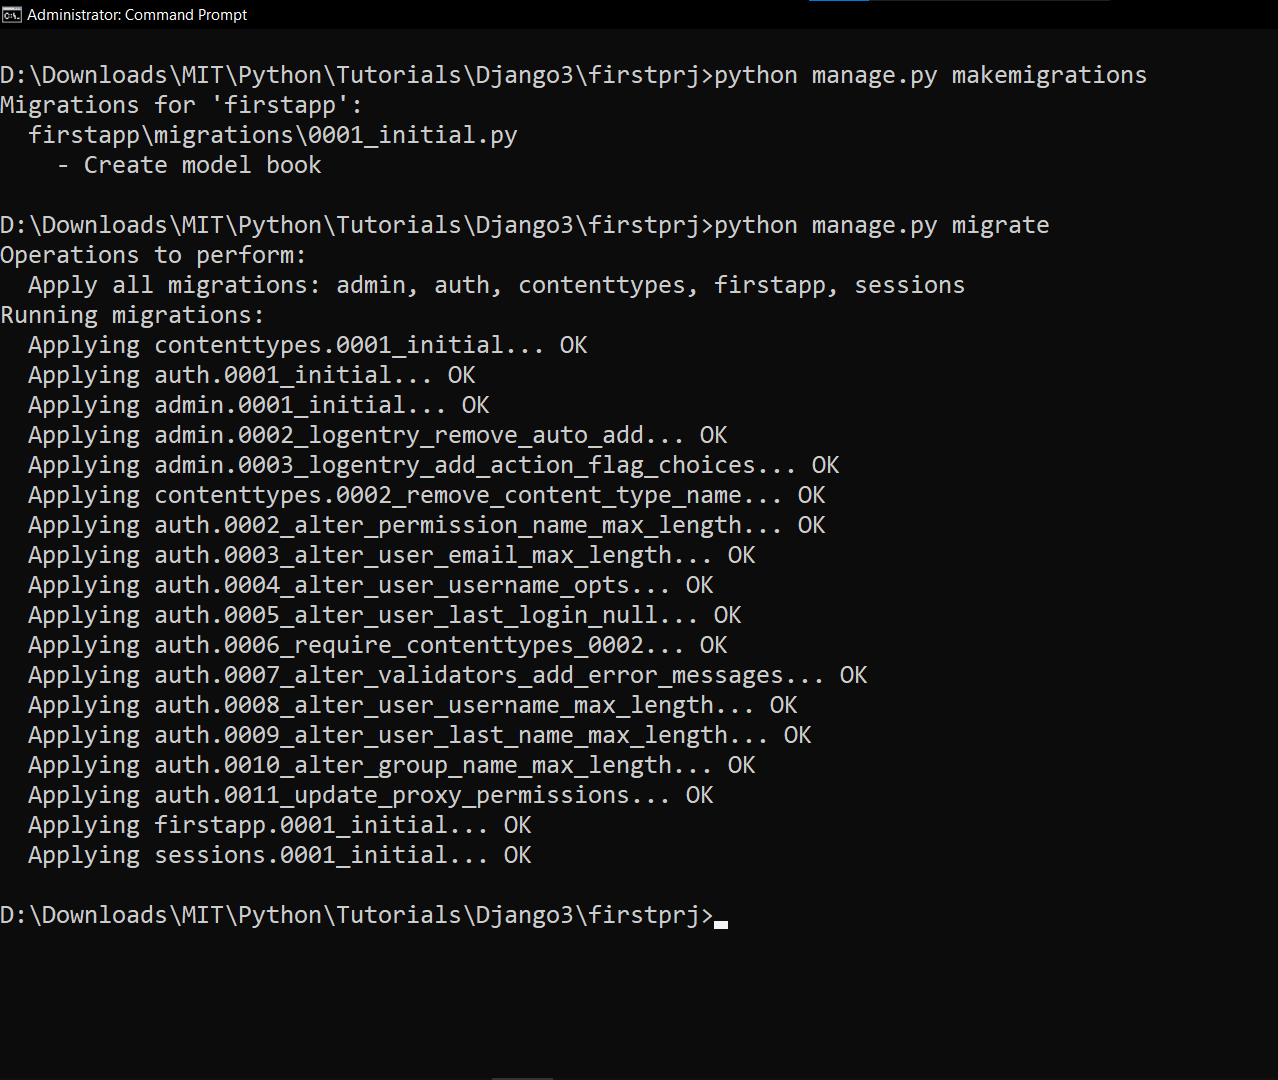 Administrator: Command Prompt
D:\Downloads\MIT\Python\Tutorials\Django3\firstprj>python manage.py makemigrations
Migrations for 'firstapp':
  firstapp\migrations\0001_initial.py
    - Create model book
D:\Downloads\MIT\Python\Tutorials\Django3\firstprj>python manage.py migrate
Operations to perform:
  Apply all migrations: admin, auth, contenttypes, firstapp, sessions
Running migrations:
  Applying contenttypes.0001_initial... OK
  Applying auth.0001_initial... OK
  Applying admin.0001_initial... OK
  Applying admin.0002_logentry_remove_auto_add... OK
  Applying admin.0003_logentry_add_action_flag_choices... OK
  Applying contenttypes.0002_remove_content_type_name... OK
  Applying auth.0002_alter_permission_name_max_length... OK
  Applying auth.0003_alter_user_email_max_length... OK
  Applying auth.0004_alter_user_username_opts... OK
  Applying auth.0005_alter_user_last_login_null... OK
  Applying auth.0006_require_contenttypes_0002... OK
  Applying auth.0007_alter_validators_add_error_messages... OK
  Applying auth.0008_alter_user_username_max_length... OK
  Applying auth.0009_alter_user_last_name_max_length... OK
  Applying auth.0010_alter_group_name_max_length... OK
  Applying auth.0011_update_proxy_permissions... OK
  Applying firstapp.0001_initial... OK
  Applying sessions.0001_initial... OK
D:\Downloads\MIT\Python\Tutorials\Django3\firstprj>